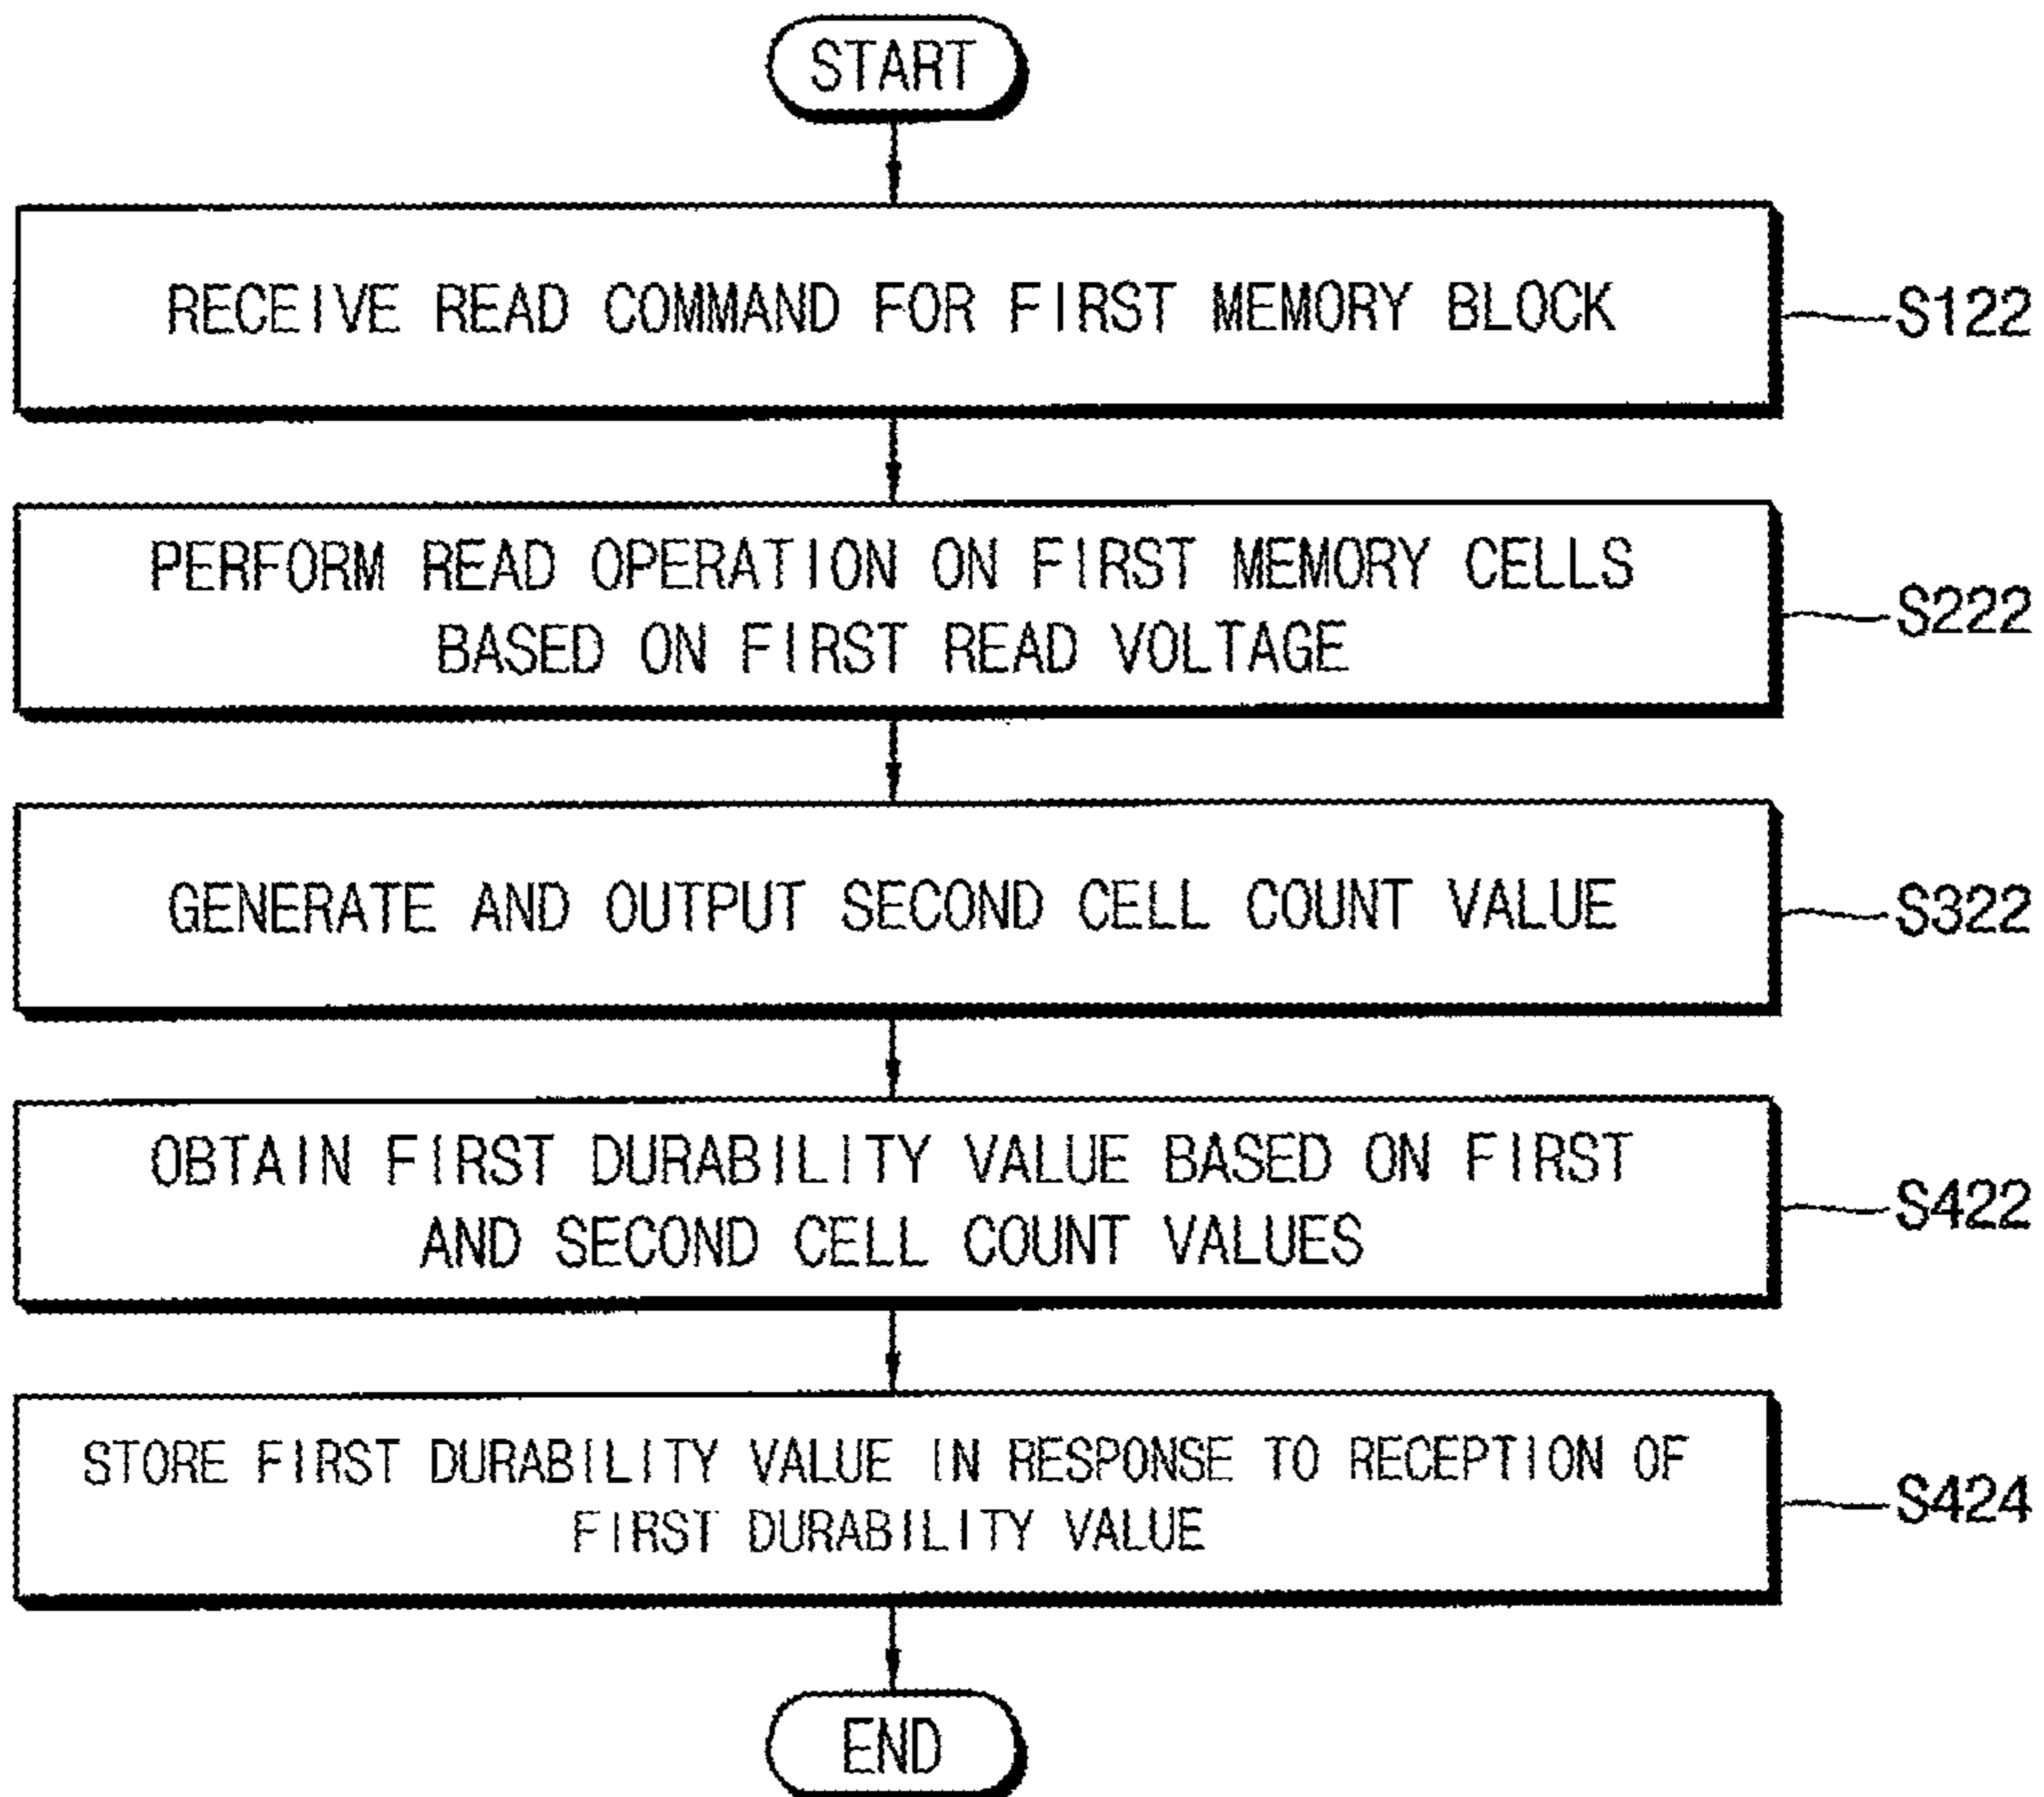 START
RECEIVE READ COMMAND FOR FIRST MEMORY BLOCK
S122
PERFORM READ OPERATION ON FIRST MEMORY CELLS
BASED ON FIRST READ VOLTAGE
S222
GENERATE AND OUTPUT SECOND CELL COUNT VALUE
S322
OBTAIN FIRST DURABILITY VALUE BASED ON FIRST
AND SECOND CELL COUNT VALUES
S422
STORE FIRST DURABILITY VALUE IN RESPONSE TO RECEPTION OF
FIRST DURABILITY VALUE
S424
END